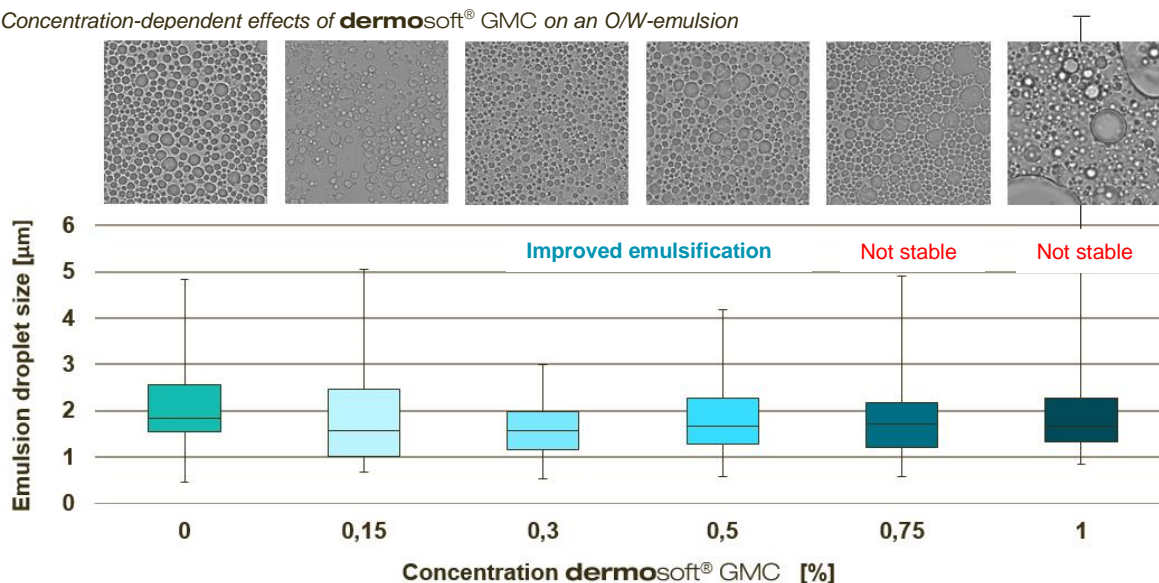 Concentration-dependent effects of dermosoft® GMC on an O/W-emulsion
Emulsion droplet size [µm]
6
5
4
3
2
1
0
Improved emulsification
Not stable
Not stable
0
0,15
0,3
0,5
0,75
1
Concentration dermosoft® GMC [%]